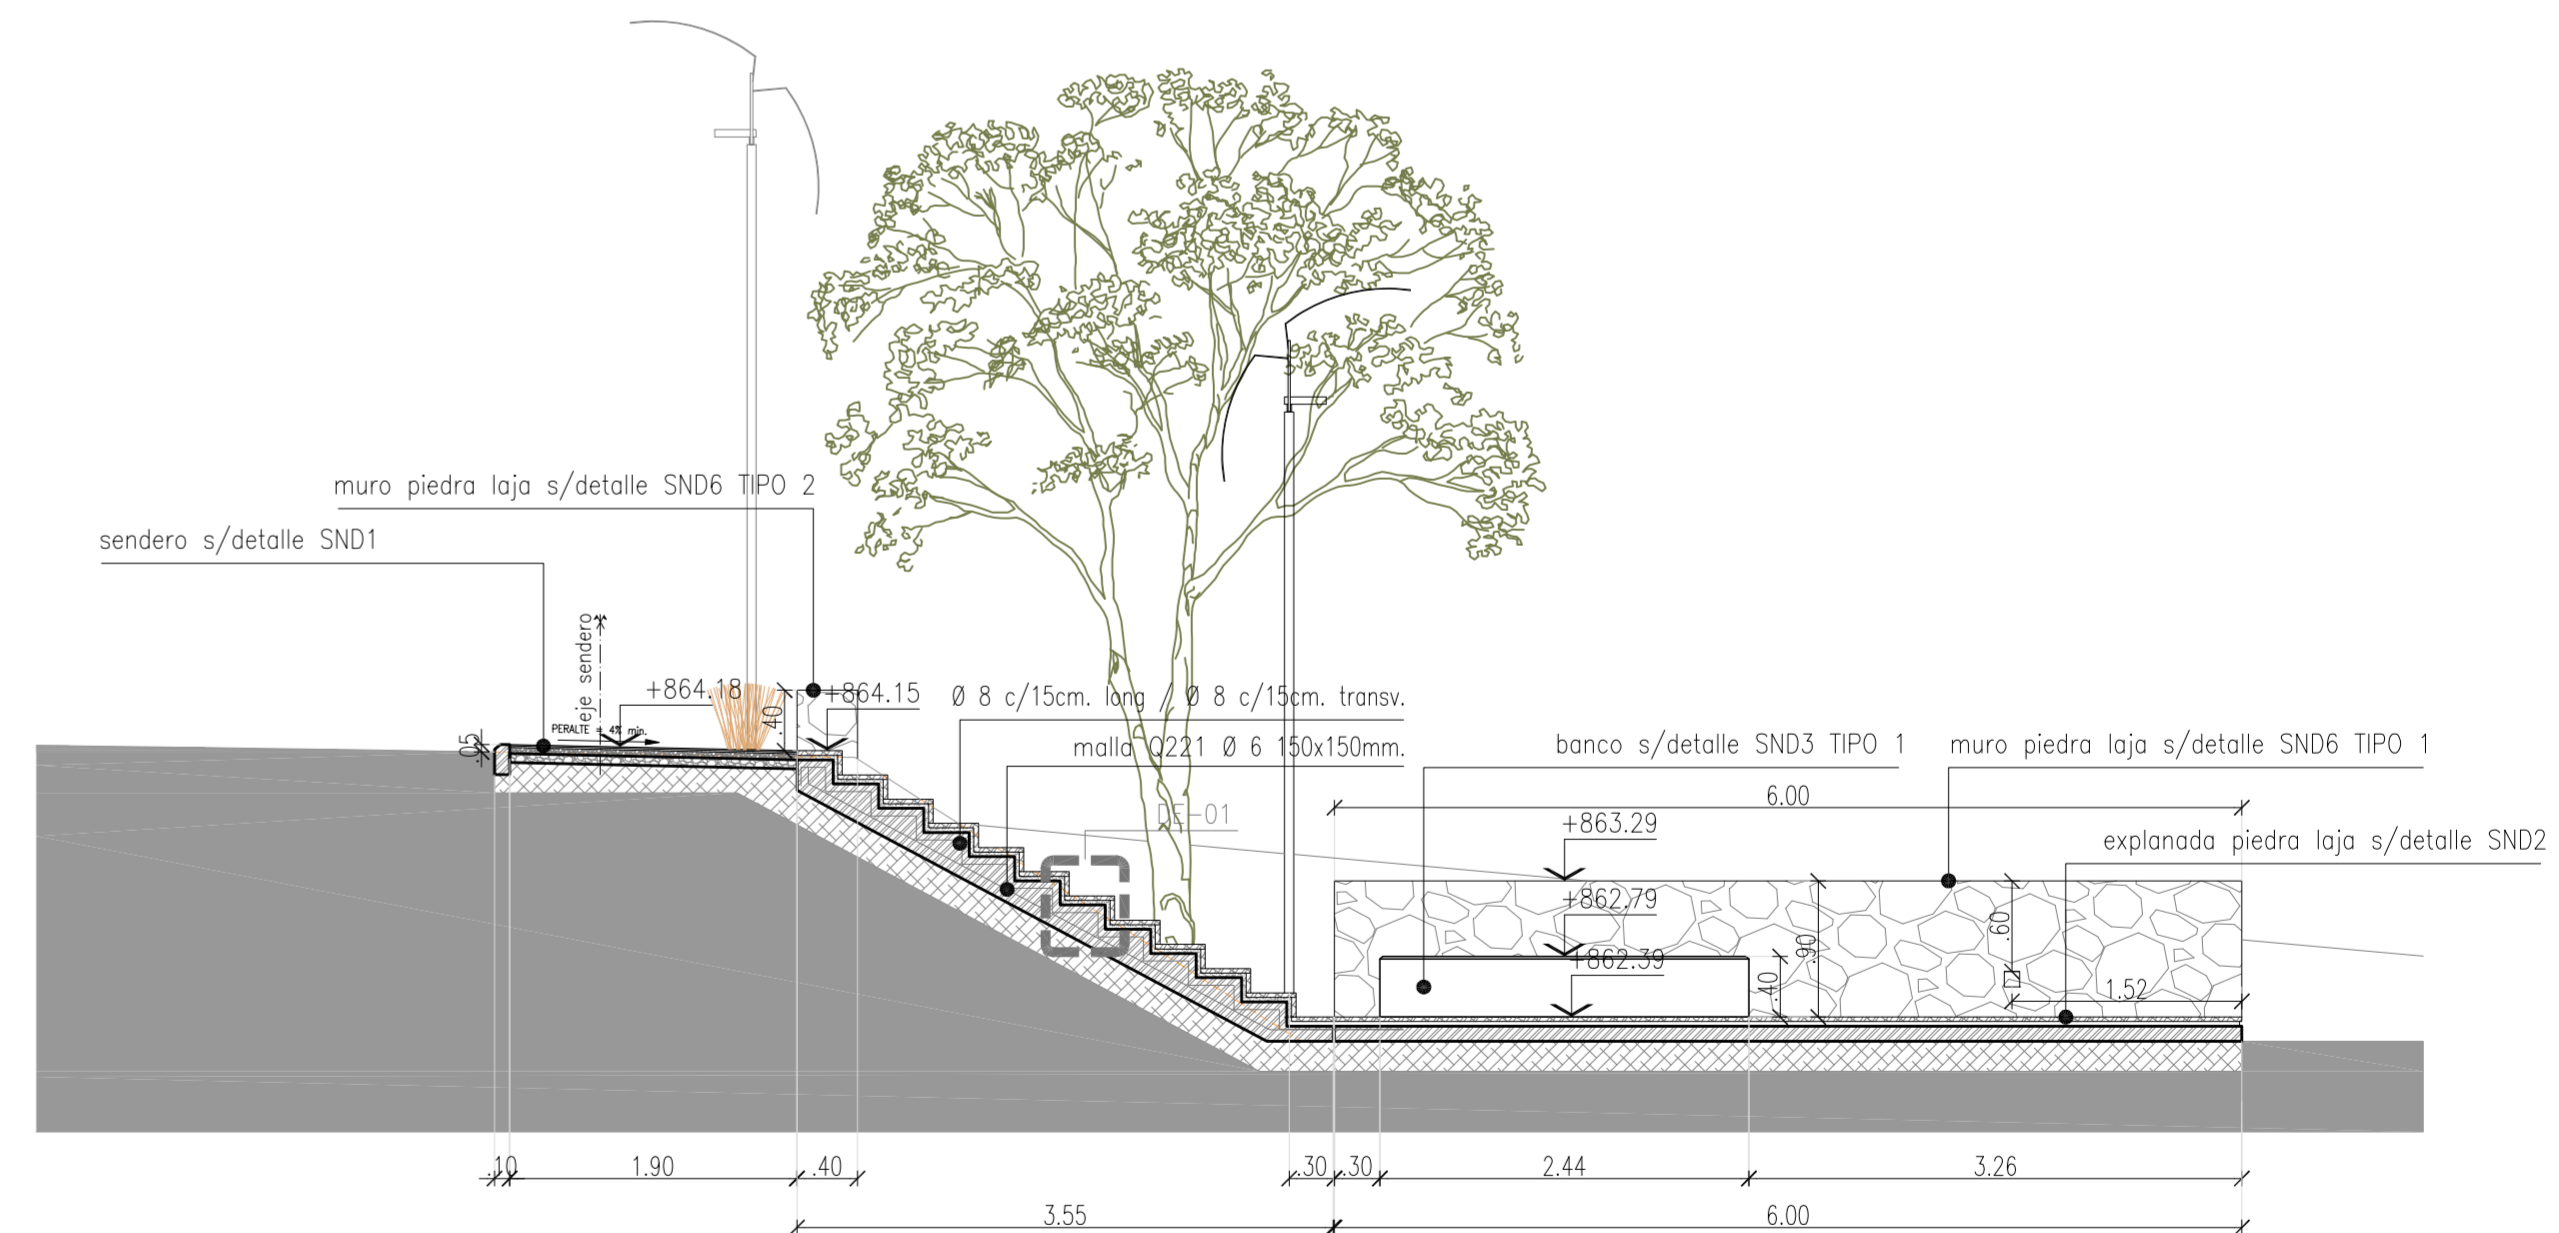 muro piedra laja s/detalle SND6 TIPO 2
sendero s/detalle SND1
eje sendero
+864.18
+864.15
Ø 8 c/15cm. long / Ø 8 c/15cm. transv.
.40
.05
PERALTE = 4% min.
malla Q221 Ø 6 150x150mm.
banco s/detalle SND3 TIPO 1
muro piedra laja s/detalle SND6 TIPO 1
6.00
DE-01
+863.29
explanada piedra laja s/detalle SND2
+862.79
.60
.90
+862.39
.40
1.52
.10
1.90
.40
.30
.30
2.44
3.26
3.55
6.00